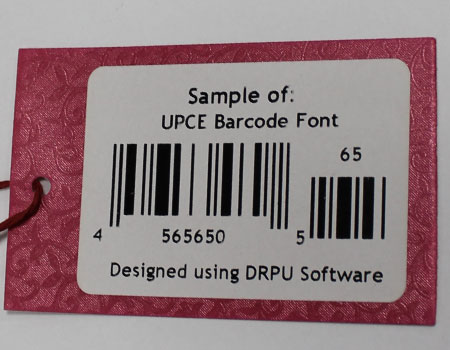 Sample of:
UPCE Barcode Font
65
4 565650 5
Designed using DRPU Software